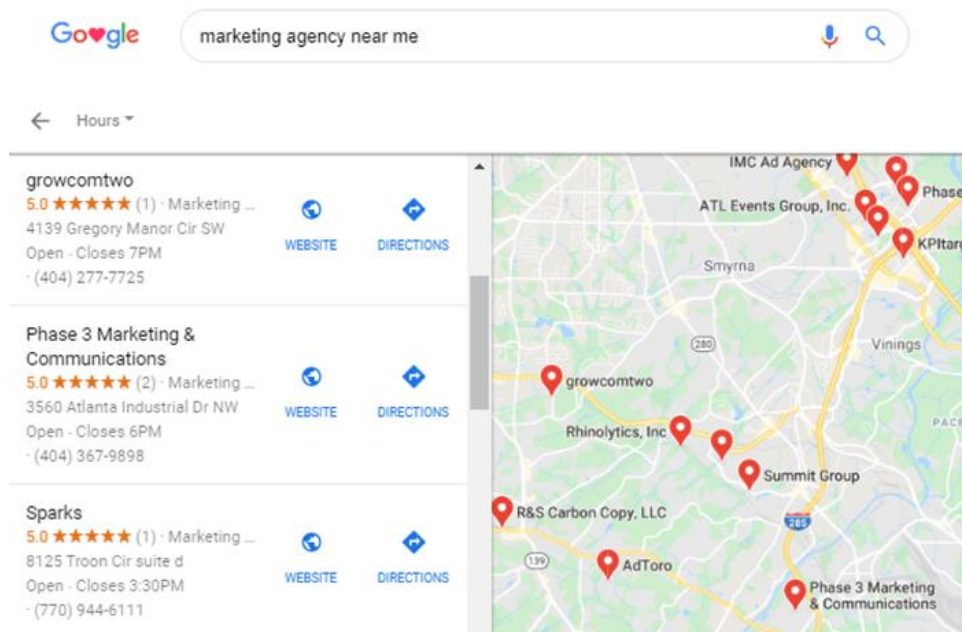 Google
marketing agency near me
Hours
growcomtwo
5.0 ★★★★★ (1) · Marketing ...
4139 Gregory Manor Cir SW
Open · Closes 7PM
· (404) 277-7725
WEBSITE
DIRECTIONS
Phase 3 Marketing &
Communications
5.0 ★★★★★ (2) · Marketing ...
3560 Atlanta Industrial Dr NW
Open · Closes 6PM
· (404) 367-9898
WEBSITE
DIRECTIONS
Sparks
5.0 ★★★★★ (1) · Marketing ...
8125 Troon Cir suite d
Open · Closes 3:30PM
· (770) 944-6111
WEBSITE
DIRECTIONS
IMC Ad Agency
Phase
ATL Events Group, Inc.
KPItarg
Smyrna
280
Vinings
growcomtwo
PACE
Rhinolytics, Inc
Summit Group
R&S Carbon Copy, LLC
285
139
AdToro
Phase 3 Marketing
& Communications